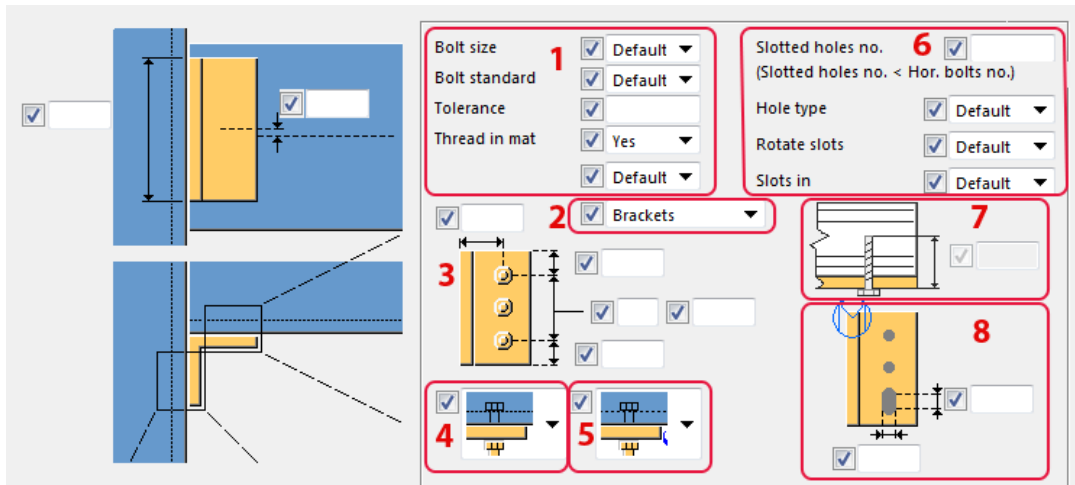 Bolt size 1 Default
Bolt standard Default
Tolerance
Thread in mat Yes
Default
Slotted holes no. 6
(Slotted holes no. < Hor. bolts no.)
Hole type Default
Rotate slots Default
Slots in Default
2 Brackets
3
7
4
5
8